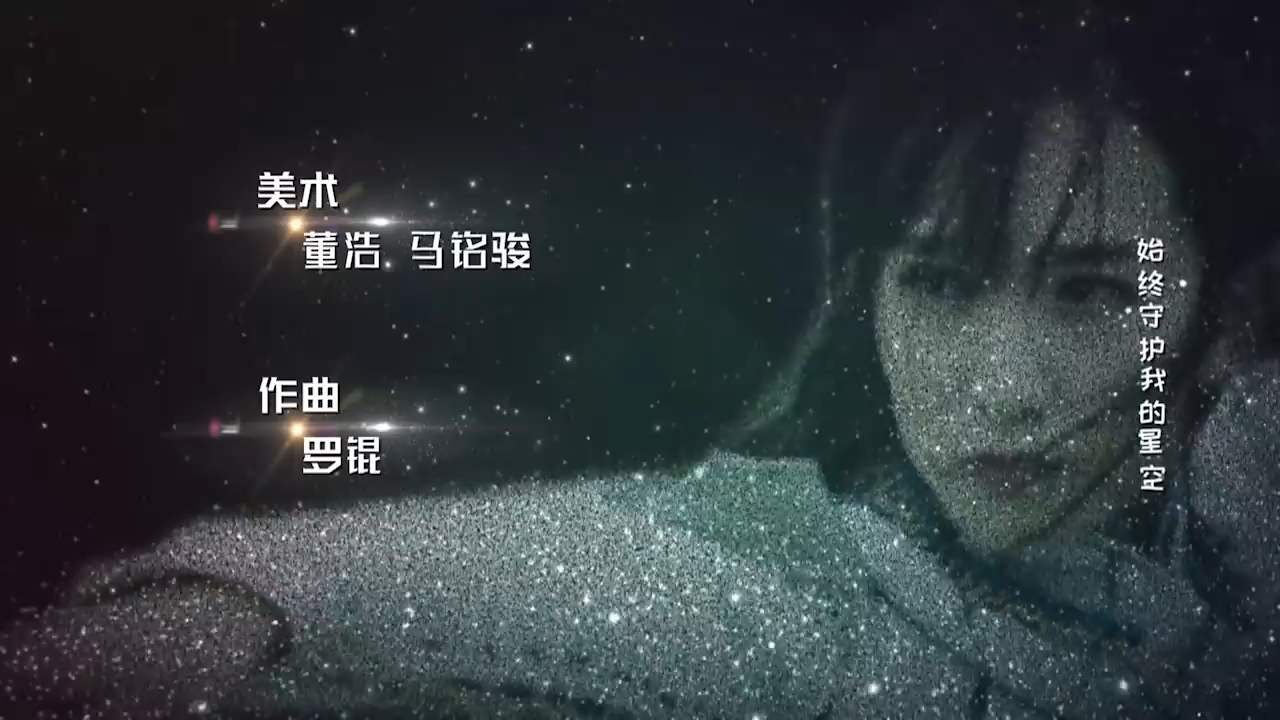 美术
董浩 马铭骏
作曲
罗锟
始终守护我的星空